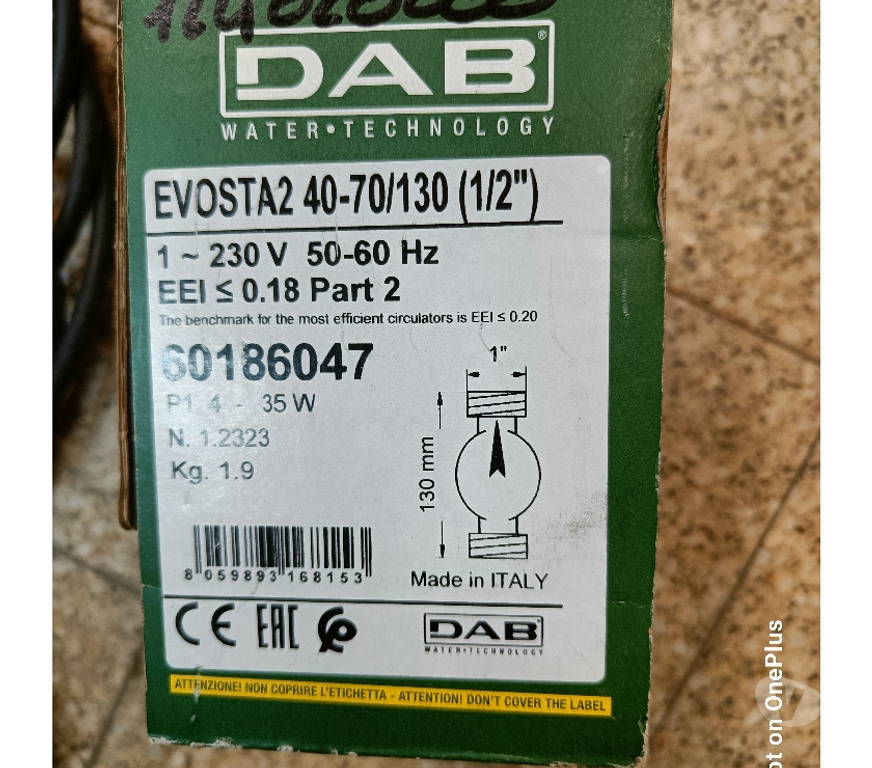 DAB®
WATER•TECHNOLOGY
EVOSTA2 40-70/130 (1/2")
1 ~ 230 V 50-60 Hz
EEI ≤ 0.18 Part 2
The benchmark for the most efficient circulators is EEI ≤ 0.20
60186047
P1 4 - 35 W
N. 1.2323
Kg. 1.9
1"
130 mm
8 059893 168153
Made in ITALY
CE EAC
DAB
WATER•TECHNOLOGY
ATTENZIONE! NON COPRIRE L'ETICHETTA - ATTENTION! DON'T COVER THE LABEL
ot on OnePlus